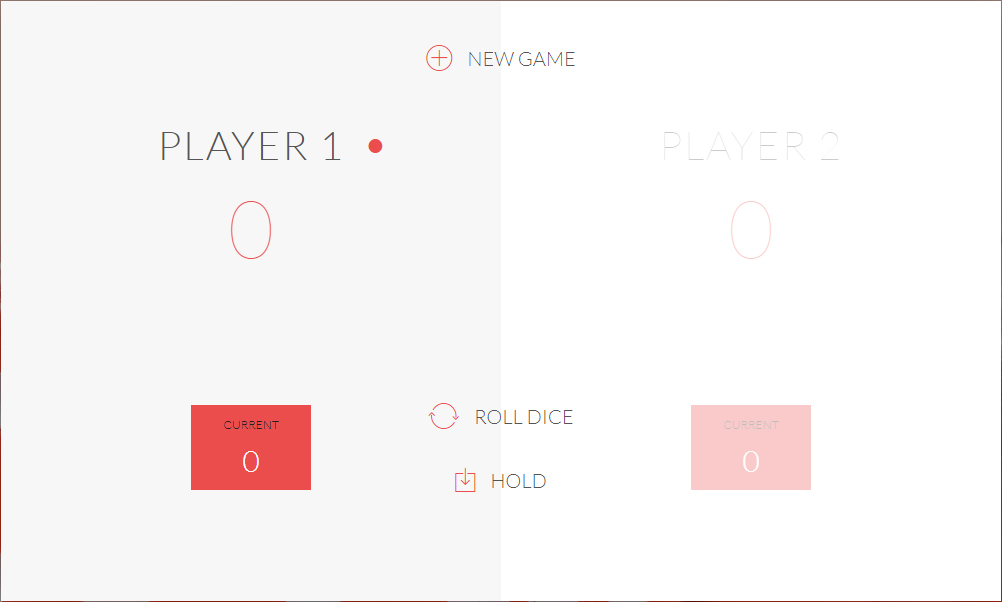 NEW GAME
PLAYER 1
PLAYER 2
0
0
CURRENT
0
ROLL DICE
HOLD
CURRENT
0